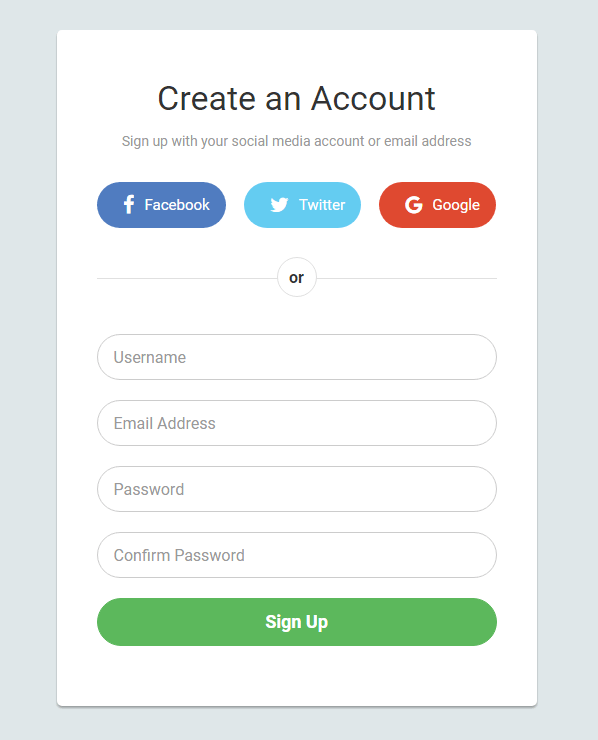 Create an Account
Sign up with your social media account or email address
Facebook Twitter Google
or
Username
Email Address
Password
Confirm Password
Sign Up